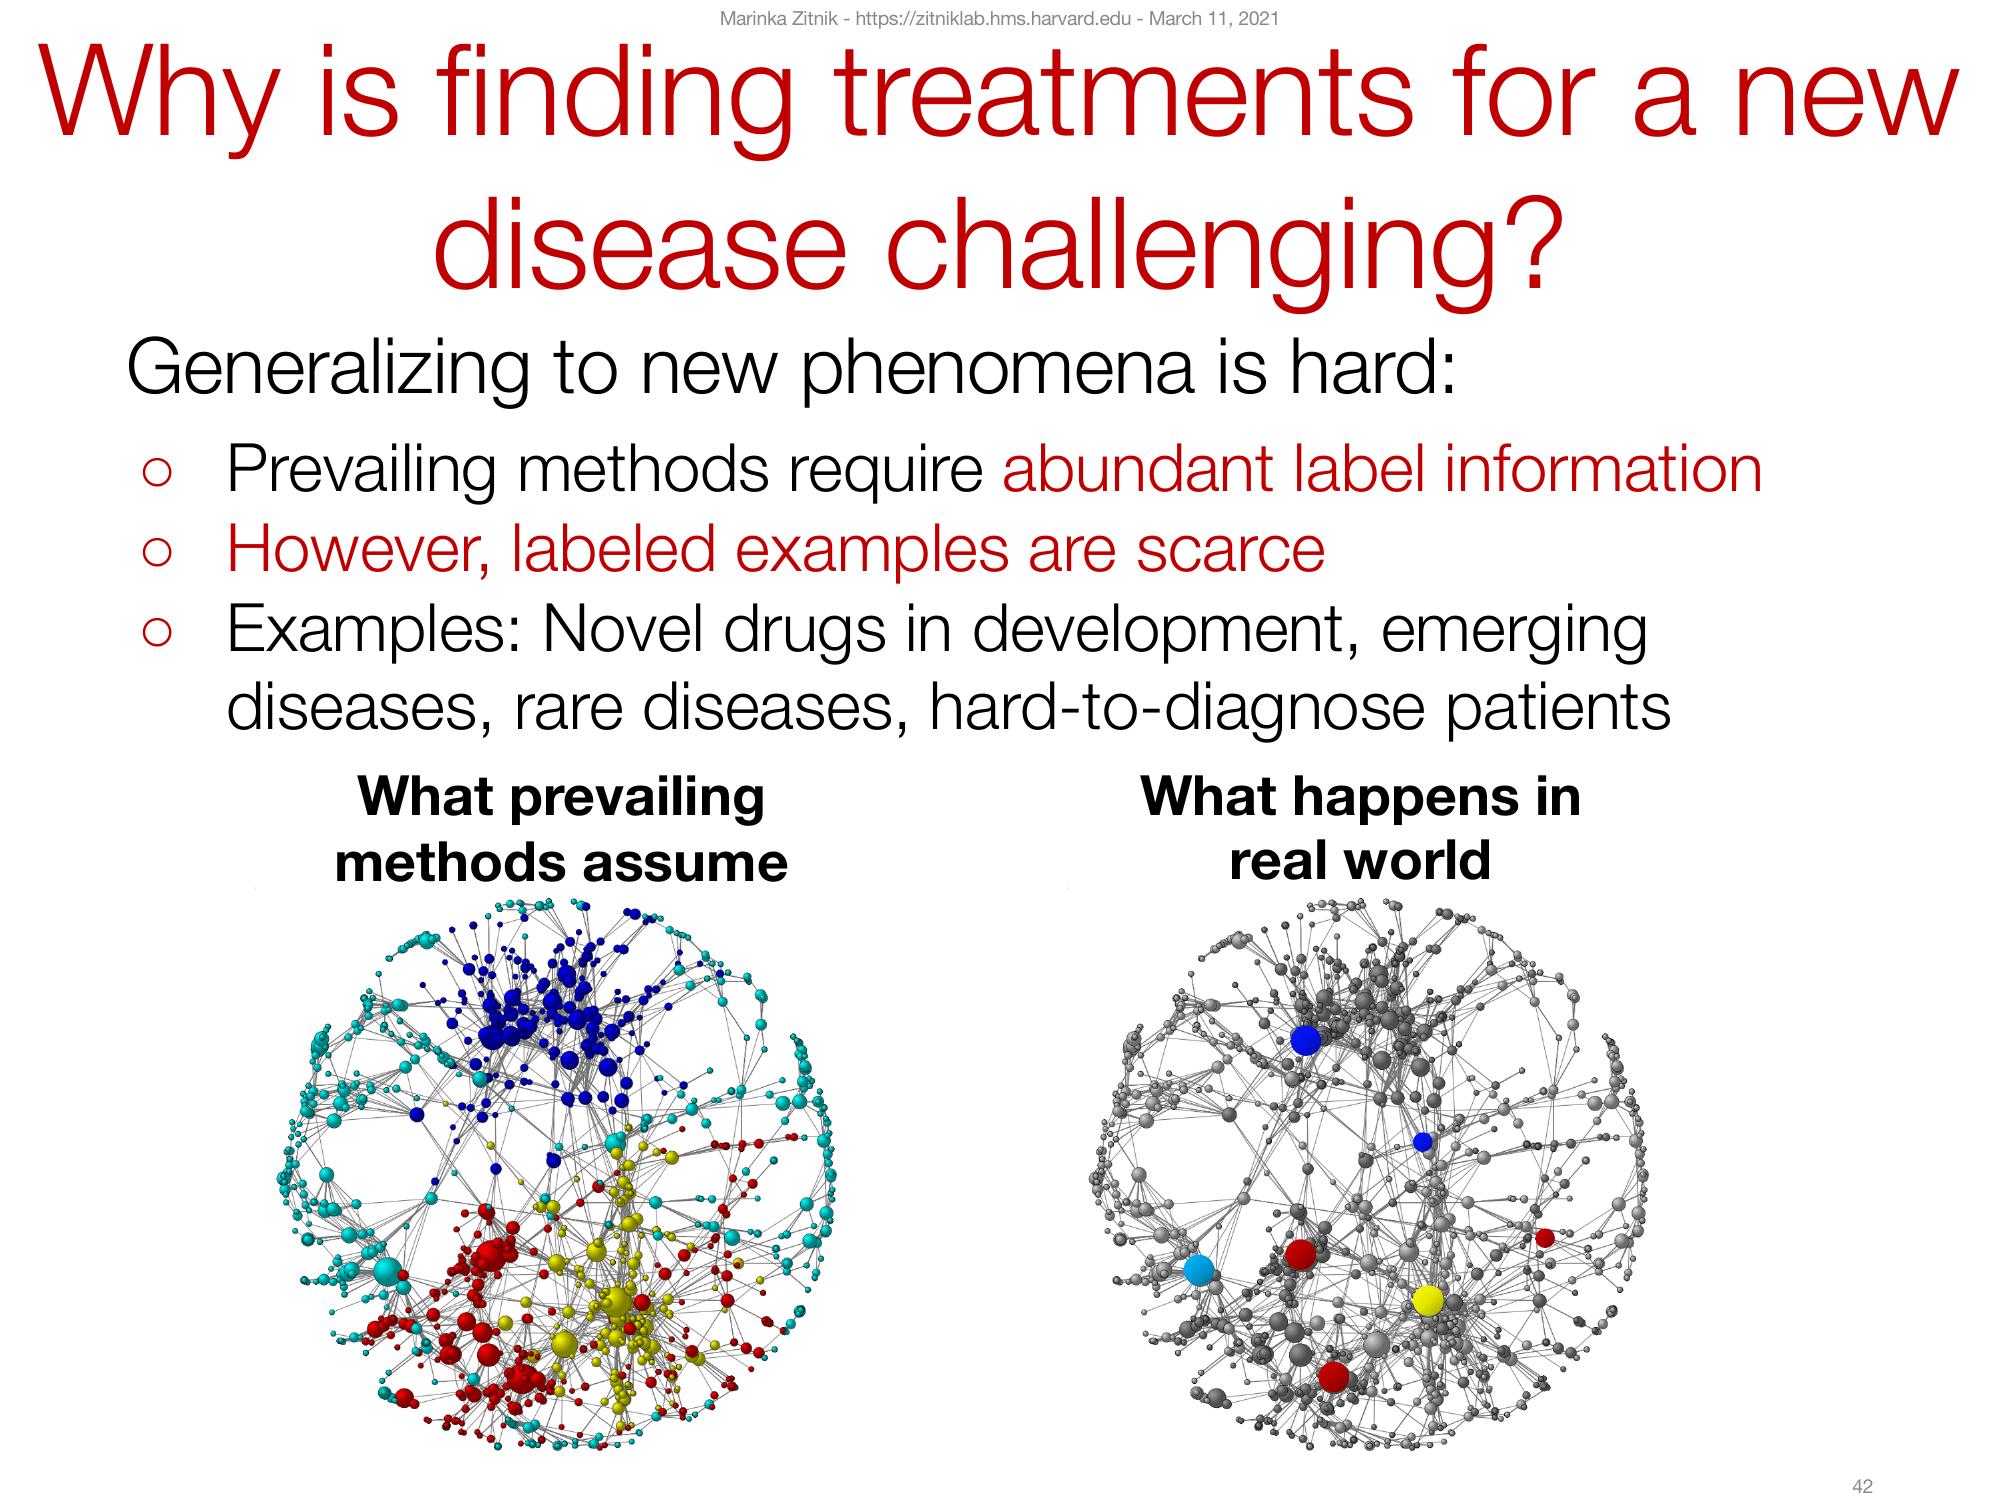 Marinka Zitnik - https://zitniklab.hms.harvard.edu - March 11, 2021
Why is finding treatments for a new
disease challenging?
Generalizing to new phenomena is hard:
○ Prevailing methods require abundant label information
○ However, labeled examples are scarce
○ Examples: Novel drugs in development, emerging
diseases, rare diseases, hard-to-diagnose patients
What prevailing
methods assume
What happens in
real world
42